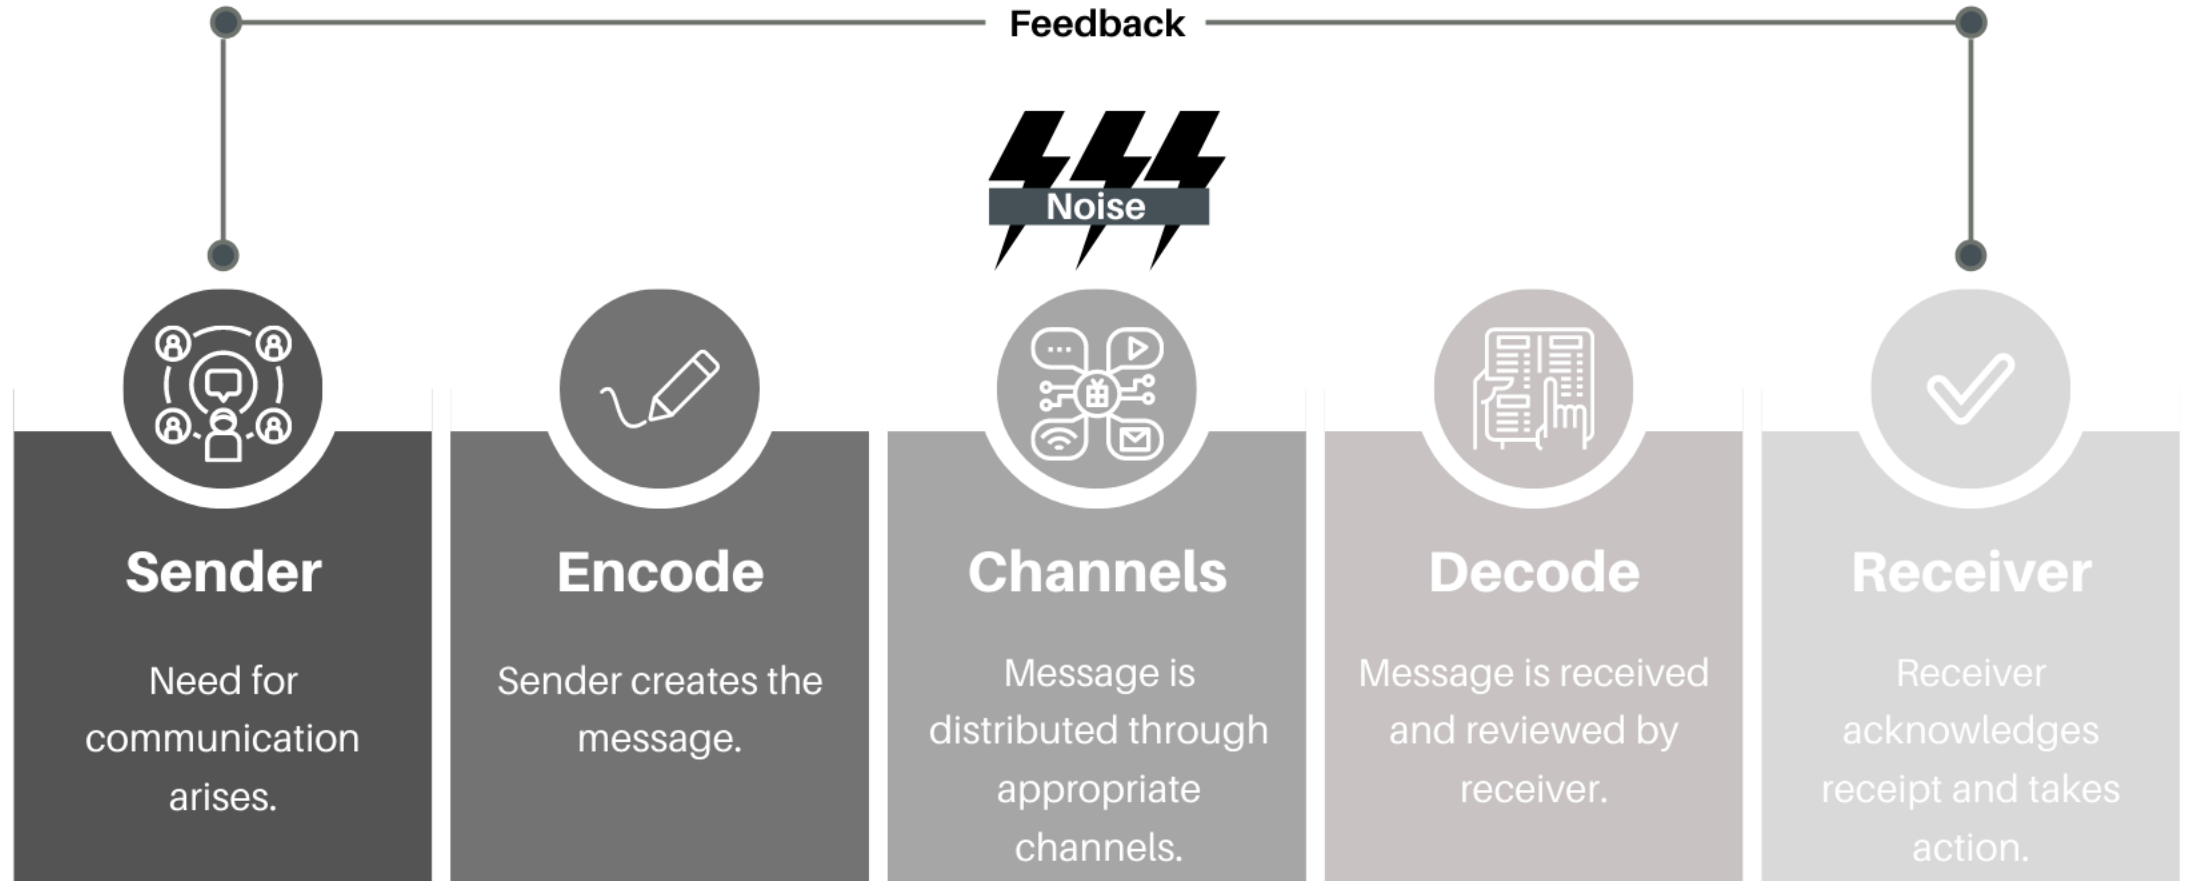 Feedback
Noise
Sender
Need for
communication
arises.
Encode
Sender creates the
message.
Channels
Message is
distributed through
appropriate
channels.
Decode
Message is received
and reviewed by
receiver.
Receiver
Receiver
acknowledges
receipt and takes
action.